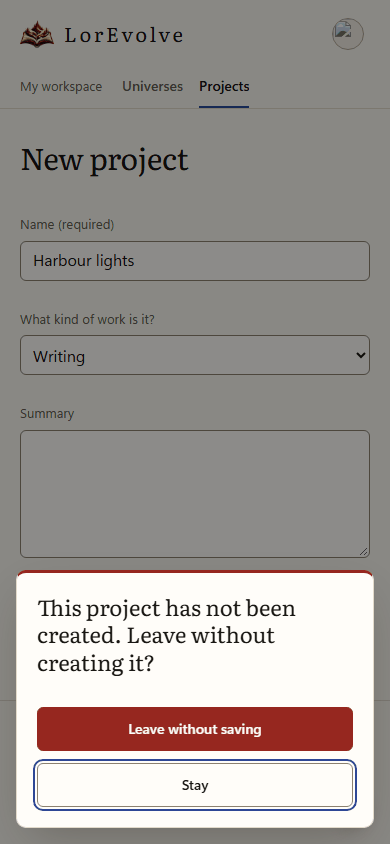 LorEvolve
My workspace Universes Projects
New project
Name (required)
Harbour lights
What kind of work is it?
Writing
Summary
This project has not been
created. Leave without
creating it?
Leave without saving
Stay